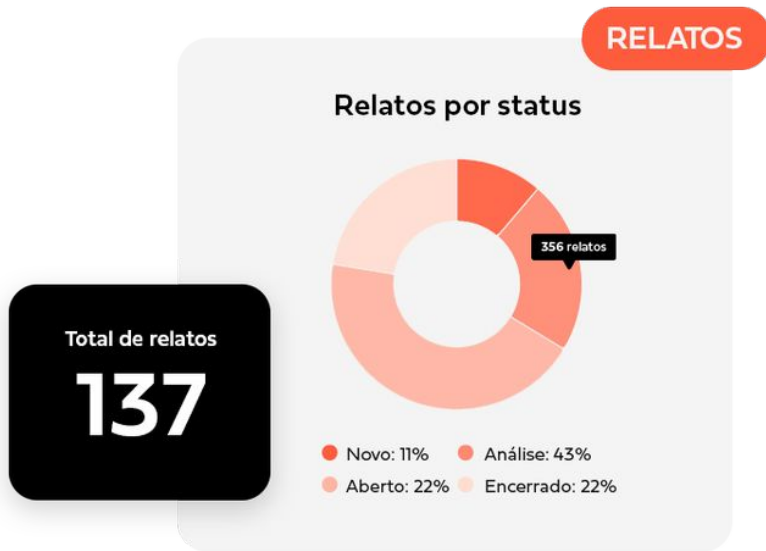 RELATOS
Relatos por status
356 relatos
Total de relatos
137
Novo: 11%
Análise: 43%
Aberto: 22%
Encerrado: 22%